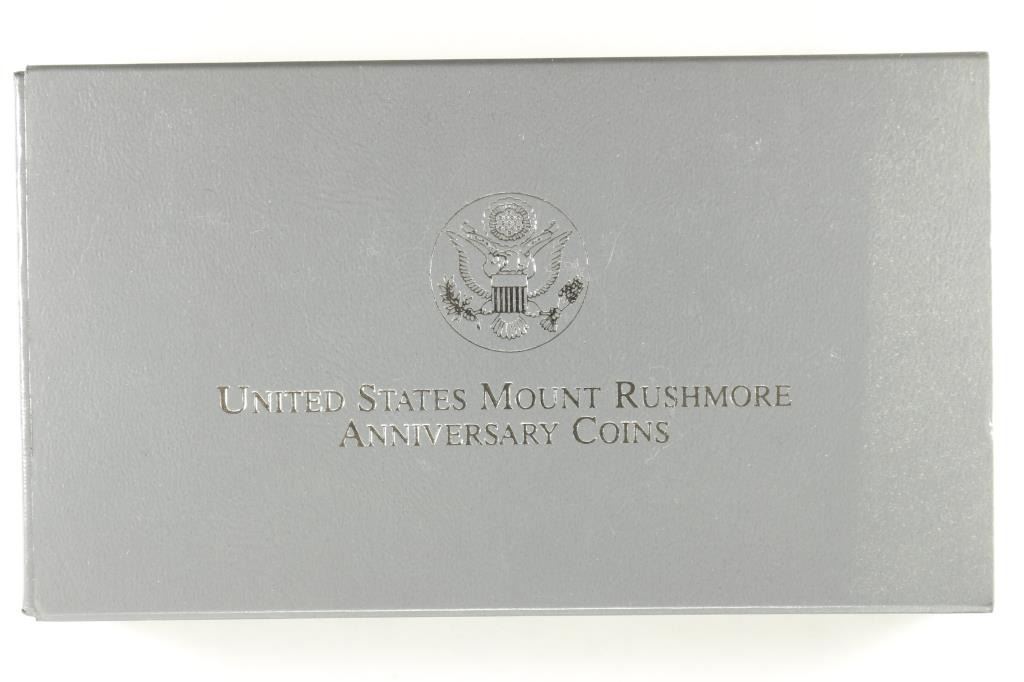 United States Mount Rushmore
Anniversary Coins